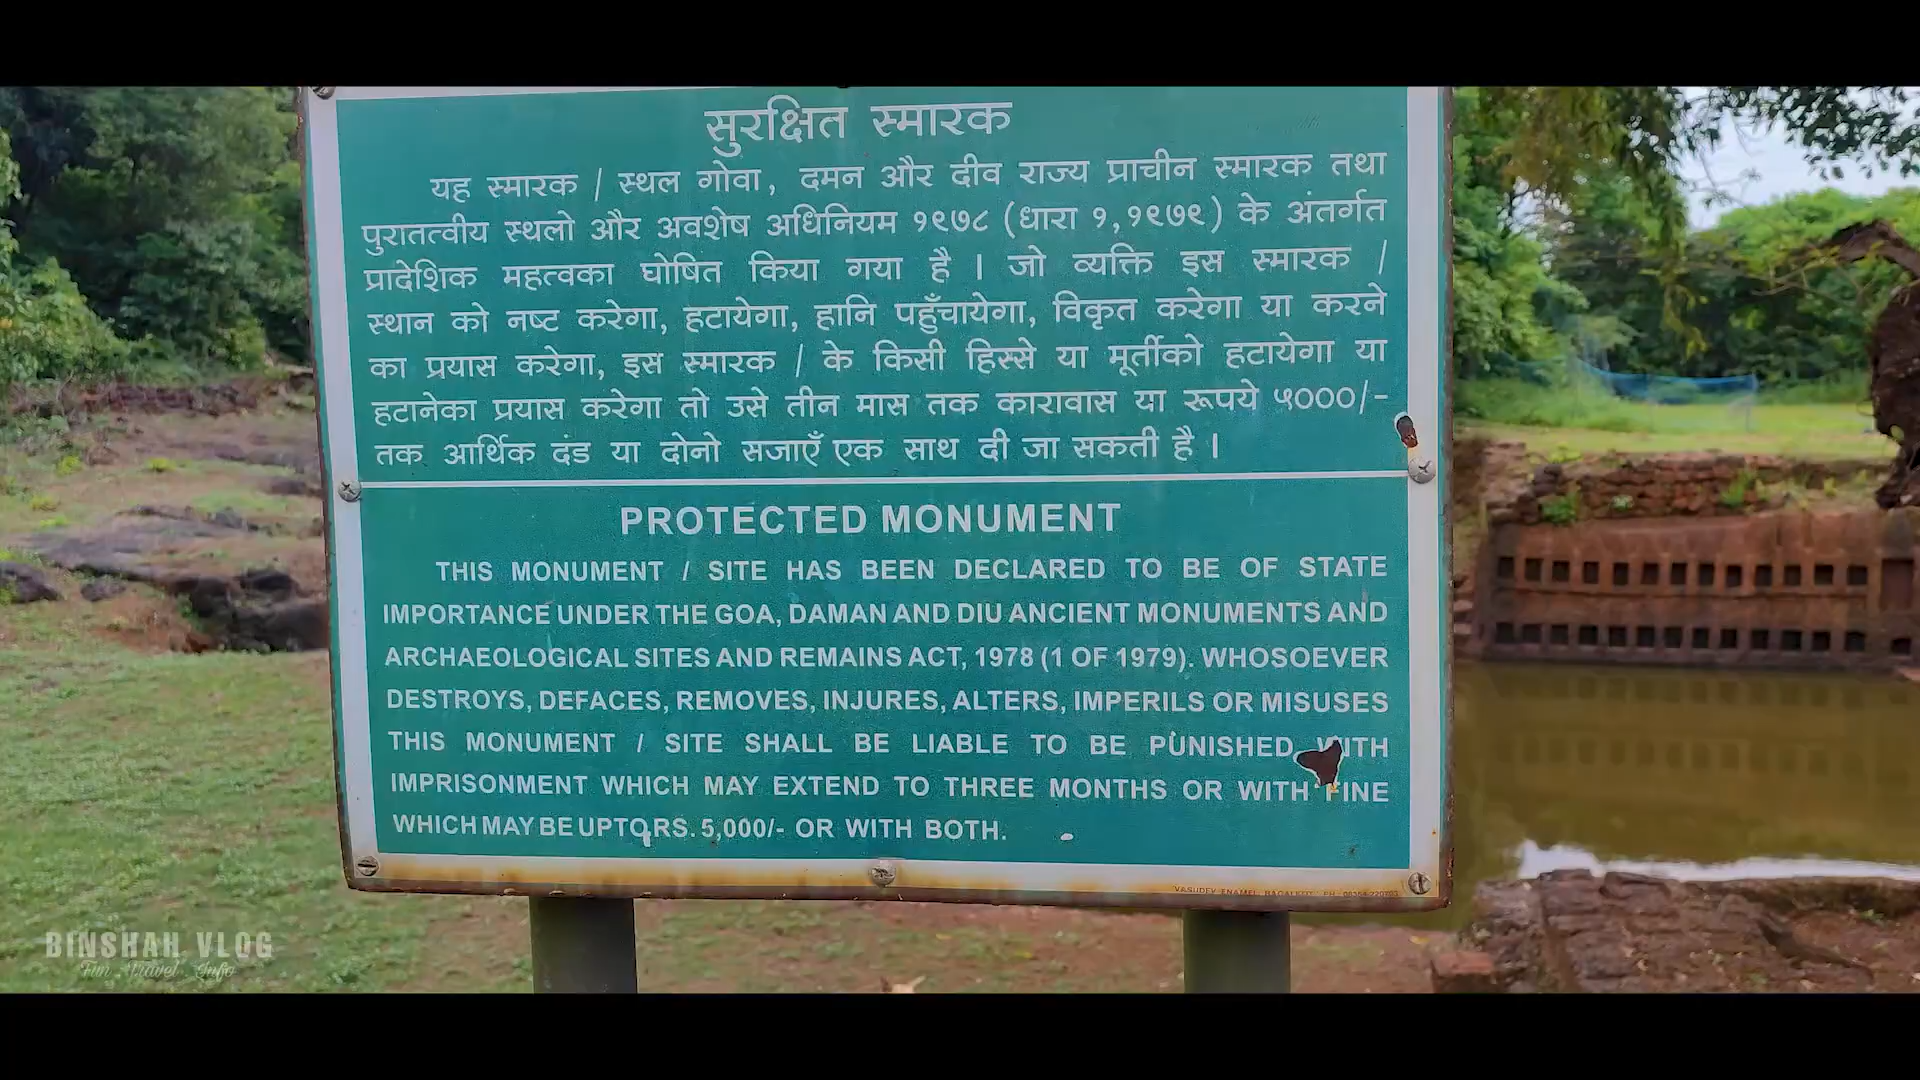 सुरक्षित स्मारक
यह स्मारक / स्थल गोवा, दमन और दीव राज्य प्राचीन स्मारक तथा
पुरातत्वीय स्थलो और अवशेष अधिनियम १९७८ (धारा १,१९७९) के अंतर्गत
प्रादेशिक महत्वका घोषित किया गया है । जो व्यक्ति इस स्मारक /
स्थान को नष्ट करेगा, हटायेगा, हानि पहुँचायेगा, विकृत करेगा या करने
का प्रयास करेगा, इस स्मारक / के किसी हिस्से या मूर्तीको हटायेगा या
हटानेका प्रयास करेगा तो उसे तीन मास तक कारावास या रूपये ५०००/-
तक आर्थिक दंड या दोनो सजाएँ एक साथ दी जा सकती है ।
PROTECTED MONUMENT
THIS MONUMENT / SITE HAS BEEN DECLARED TO BE OF STATE
IMPORTANCE UNDER THE GOA, DAMAN AND DIU ANCIENT MONUMENTS AND
ARCHAEOLOGICAL SITES AND REMAINS ACT, 1978 (1 OF 1979). WHOSOEVER
DESTROYS, DEFACES, REMOVES, INJURES, ALTERS, IMPERILS OR MISUSES
THIS MONUMENT / SITE SHALL BE LIABLE TO BE PUNISHED WITH
IMPRISONMENT WHICH MAY EXTEND TO THREE MONTHS OR WITH FINE
WHICH MAY BE UPTO RS. 5,000/- OR WITH BOTH.
VASUDEV ENAMEL, BAGALKOT
BINSHAH VLOG
Fun Travel Info